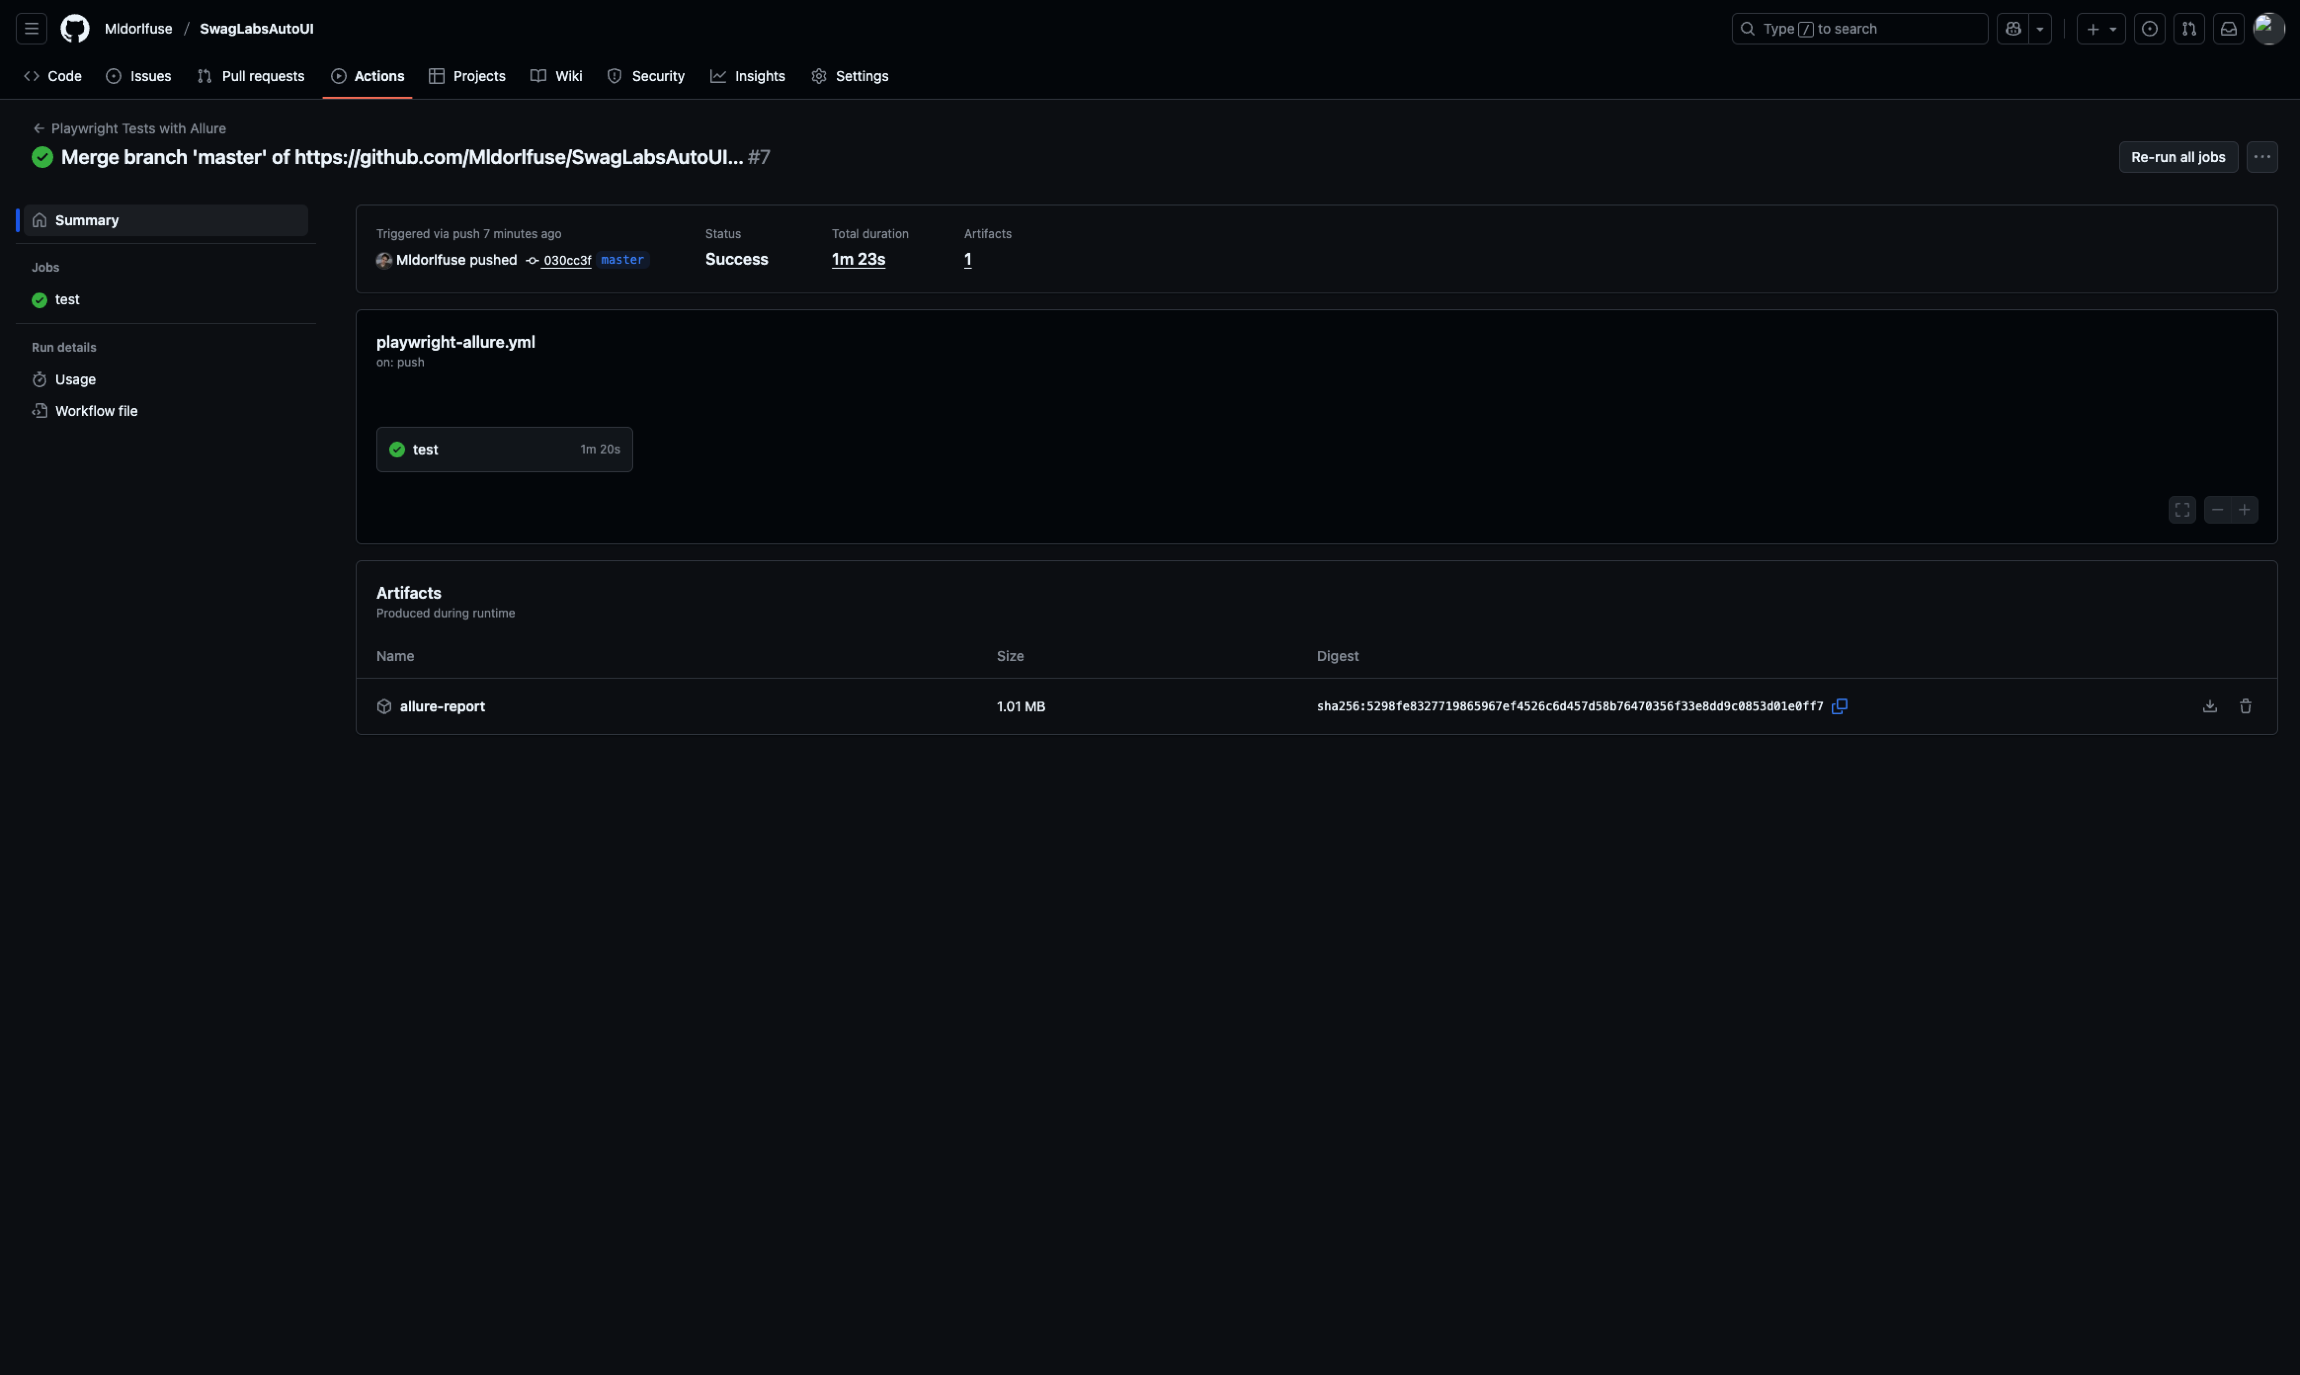 Mldorlfuse / SwagLabsAutoUI
Type / to search
Code Issues Pull requests Actions Projects Wiki Security Insights Settings
Playwright Tests with Allure
Merge branch 'master' of https://github.com/Mldorlfuse/SwagLabsAutoUI... #7
Re-run all jobs
Summary
Jobs
test
Run details
Usage
Workflow file
Triggered via push 7 minutes ago
Mldorlfuse pushed 030cc3f master
Status
Success
Total duration
1m 23s
Artifacts
1
playwright-allure.yml
on: push
test 1m 20s
Artifacts
Produced during runtime
Name Size Digest
allure-report 1.01 MB sha256:5298fe8327719865967ef4526c6d457d58b76470356f33e8dd9c0853d01e0ff7